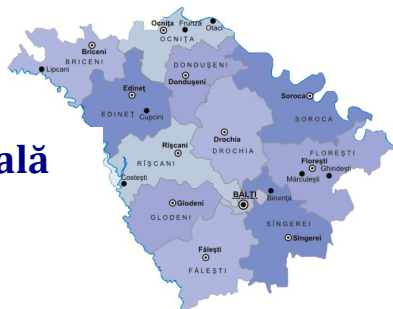 Ocnița
Frunză
Otaci
OCNIȚA
Briceni
BRICENI
Lipcani
DONDUȘENI
Dondușeni
Edineț
EDINEȚ
Cupcini
Soroca
SOROCA
Drochia
DROCHIA
Rîșcani
RÎȘCANI
ală
Costești
FLOREȘTI
Florești
Ghindești
Mărculești
BĂLȚI
Biruința
Glodeni
GLODENI
SÎNGEREI
Sîngerei
Fălești
FĂLEȘTI